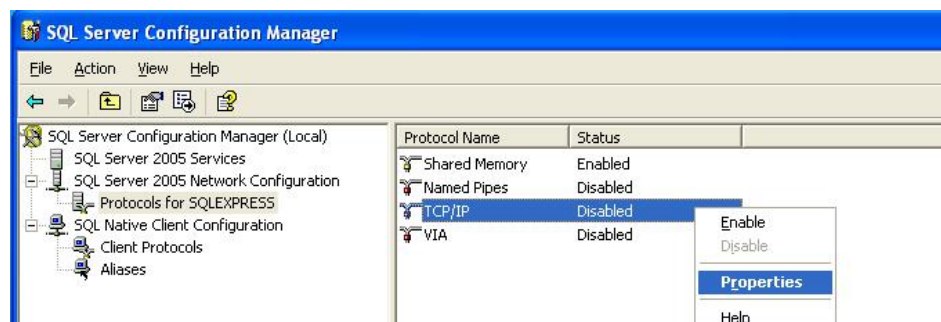 SQL Server Configuration Manager
File Action View Help
SQL Server Configuration Manager (Local)
SQL Server 2005 Services
SQL Server 2005 Network Configuration
Protocols for SQLEXPRESS
SQL Native Client Configuration
Client Protocols
Aliases
Protocol Name Status
Shared Memory Enabled
Named Pipes Disabled
TCP/IP Disabled
VIA Disabled
Enable
Disable
Properties
Help